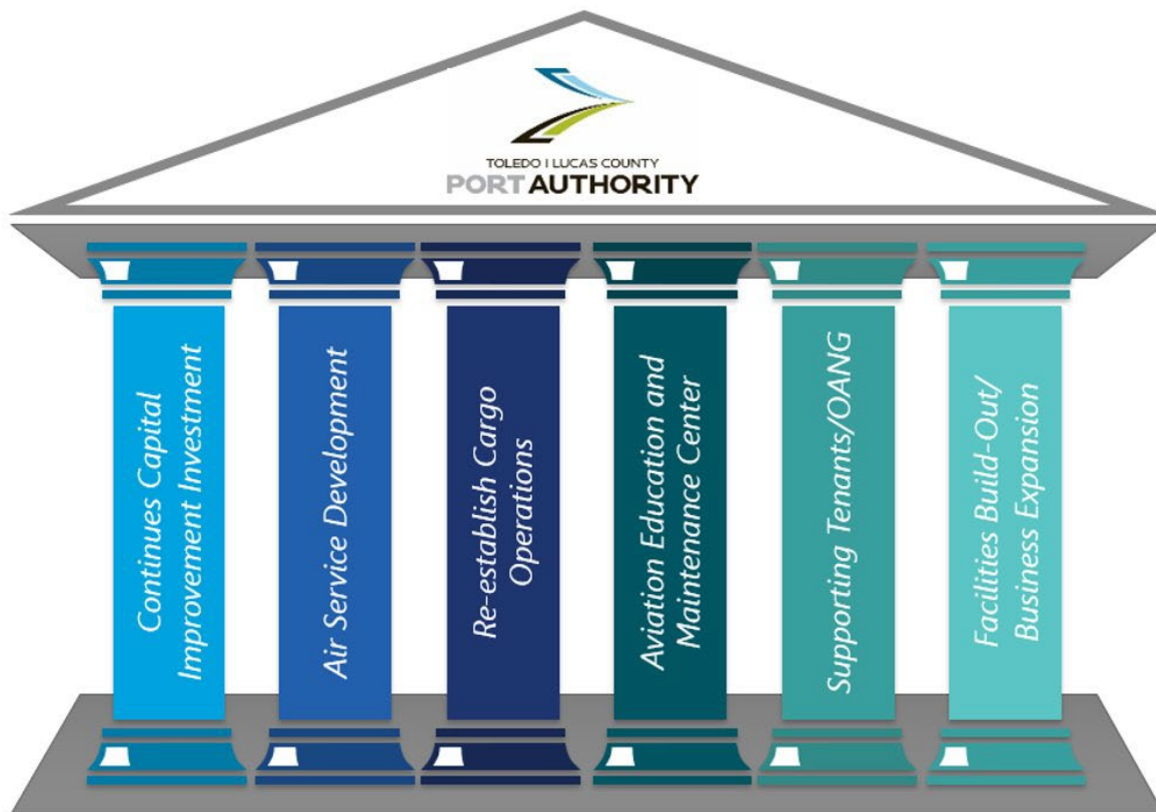 TOLEDO | LUCAS COUNTY
PORT AUTHORITY
Continues Capital
Improvement Investment
Air Service Development
Re-establish Cargo
Operations
Aviation Education and
Maintenance Center
Supporting Tenants/OANG
Facilities Build-Out/
Business Expansion